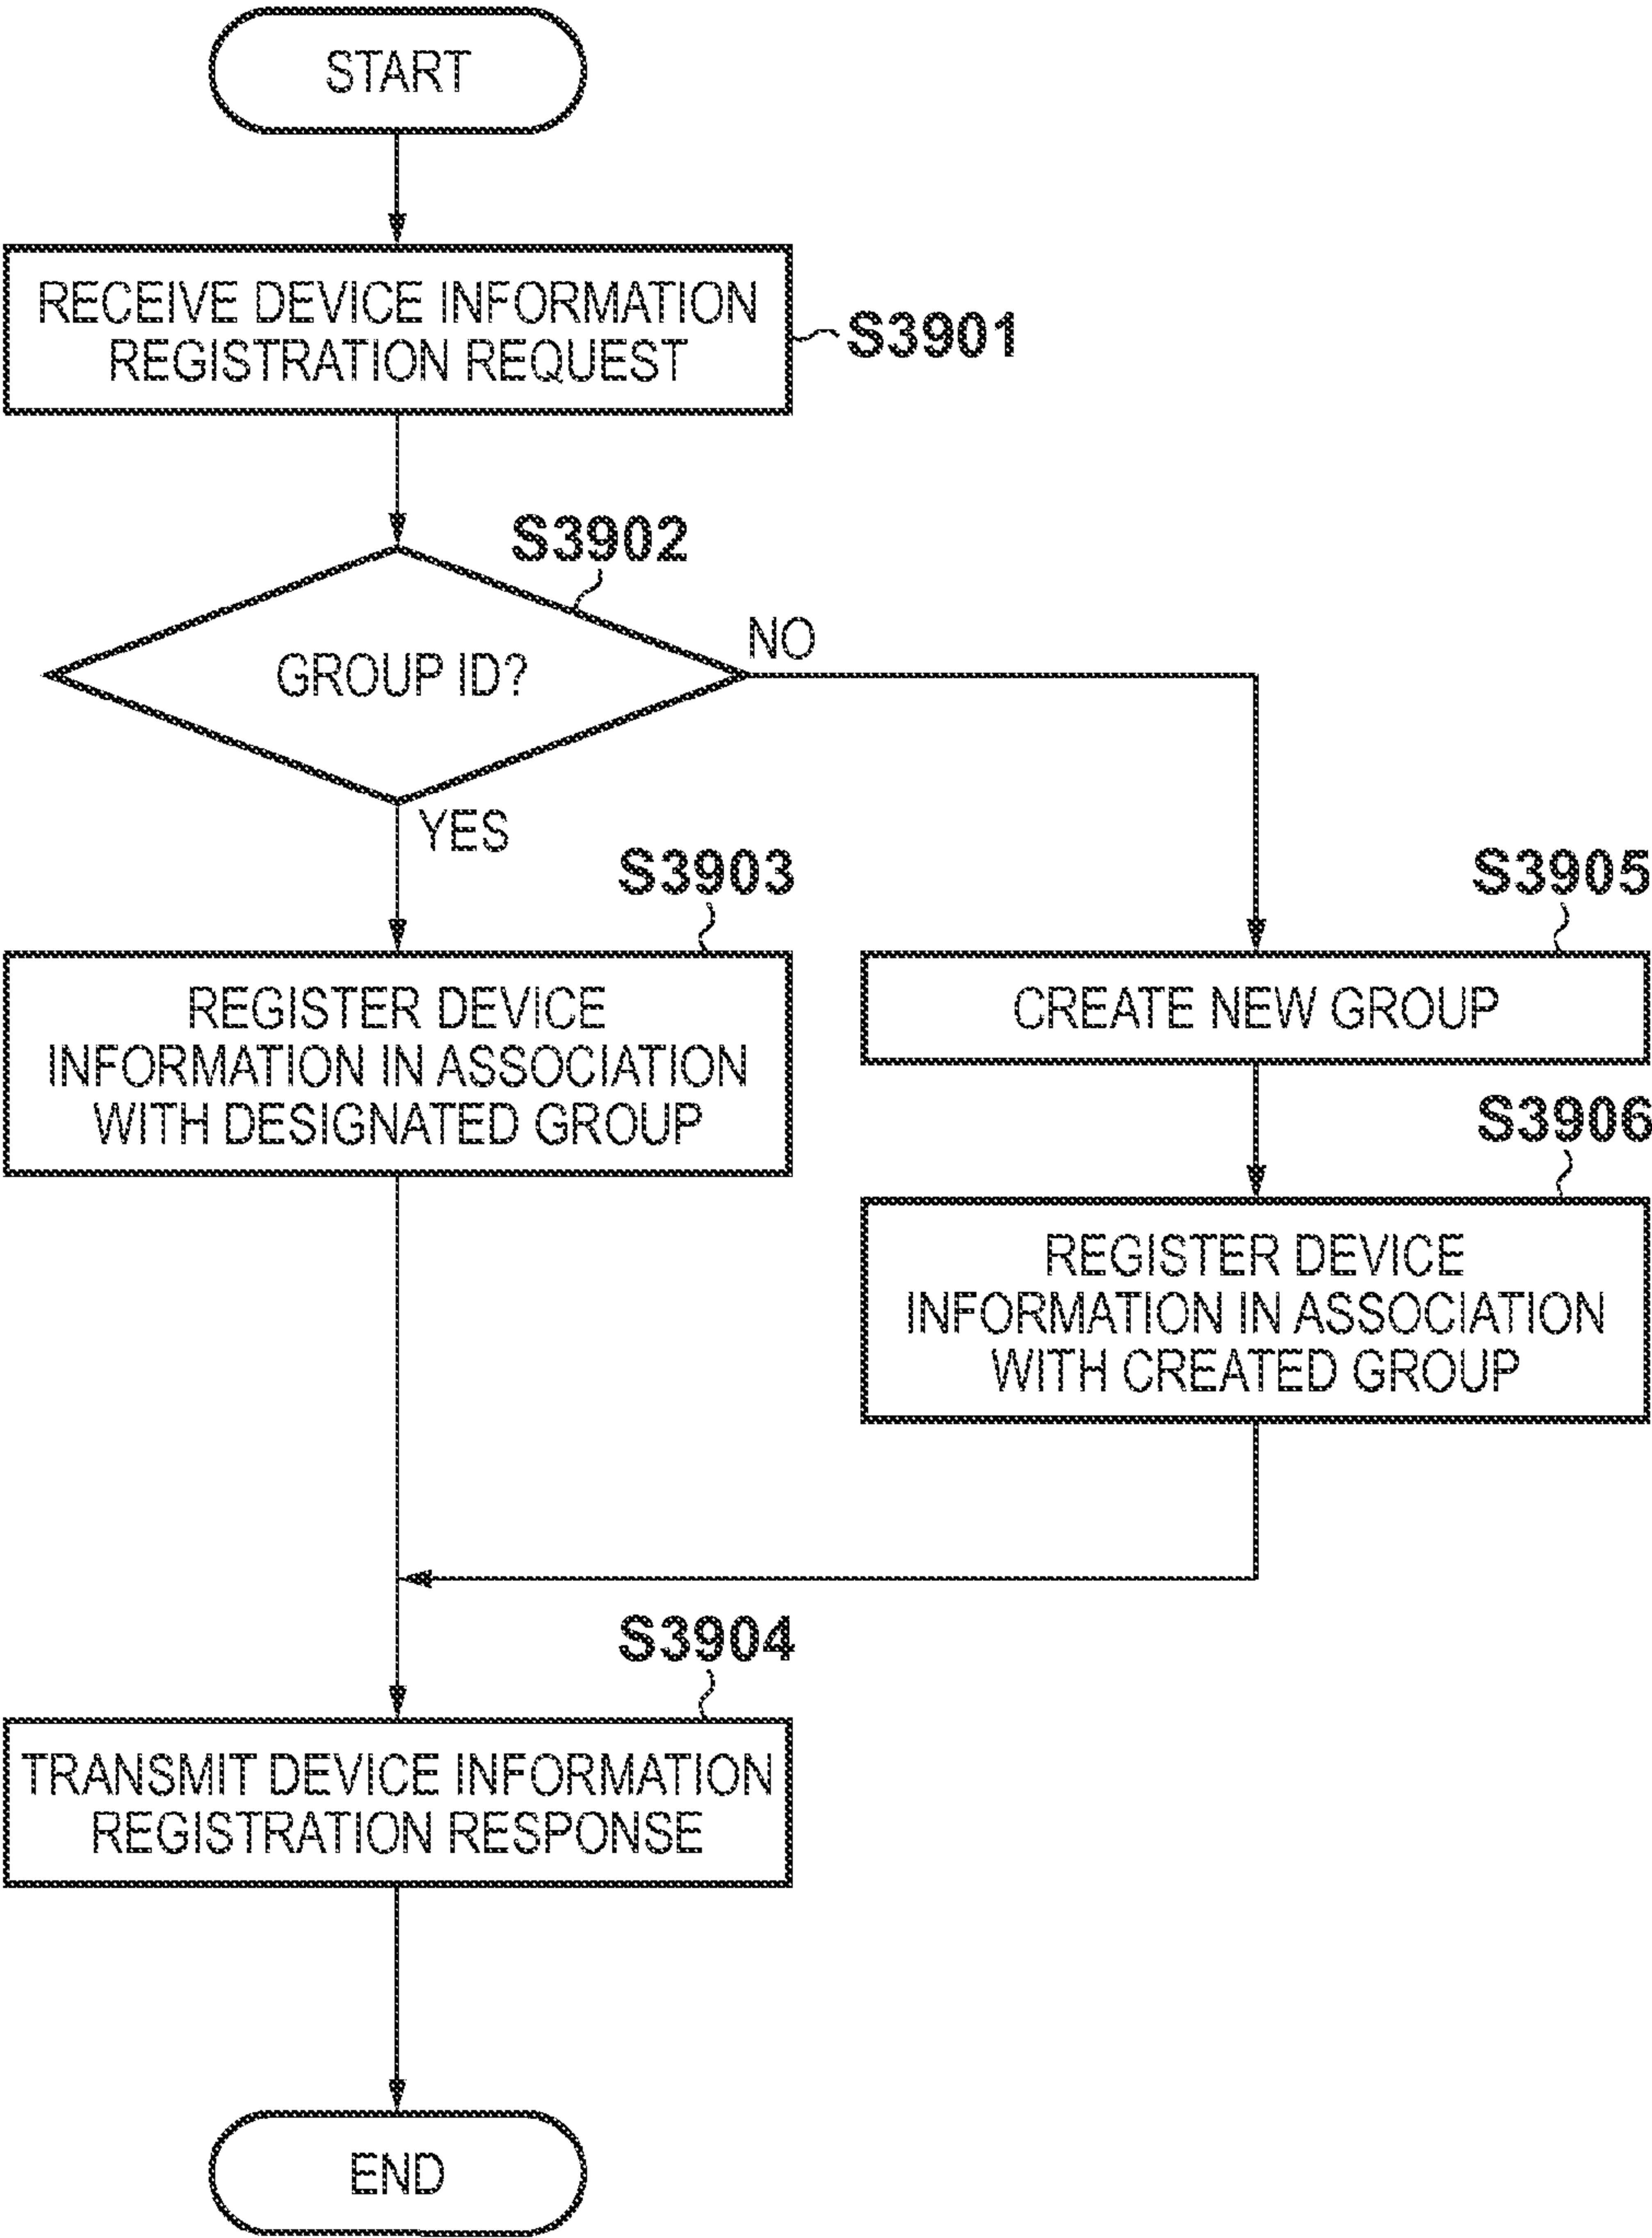 START
RECEIVE DEVICE INFORMATION
REGISTRATION REQUEST
S3901
S3902
GROUP ID?
NO
YES
S3903
REGISTER DEVICE
INFORMATION IN ASSOCIATION
WITH DESIGNATED GROUP
S3905
CREATE NEW GROUP
S3906
REGISTER DEVICE
INFORMATION IN ASSOCIATION
WITH CREATED GROUP
S3904
TRANSMIT DEVICE INFORMATION
REGISTRATION RESPONSE
END